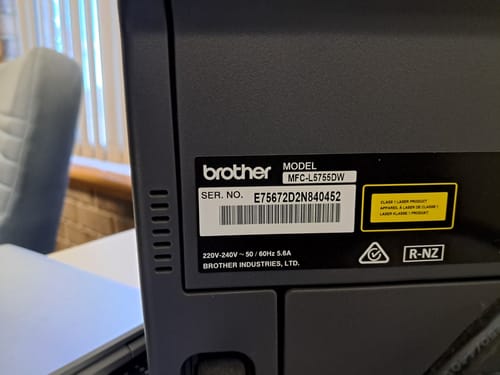 brother
MODEL
MFC-L5755DW
SER. NO. E75672D2N840452
CLASS 1 LASER PRODUCT
APPAREIL À LASER DE CLASSE 1
LASER KLASSE 1 PRODUKT
220V-240V ~ 50 / 60Hz 5.6A
BROTHER INDUSTRIES, LTD.
R-NZ